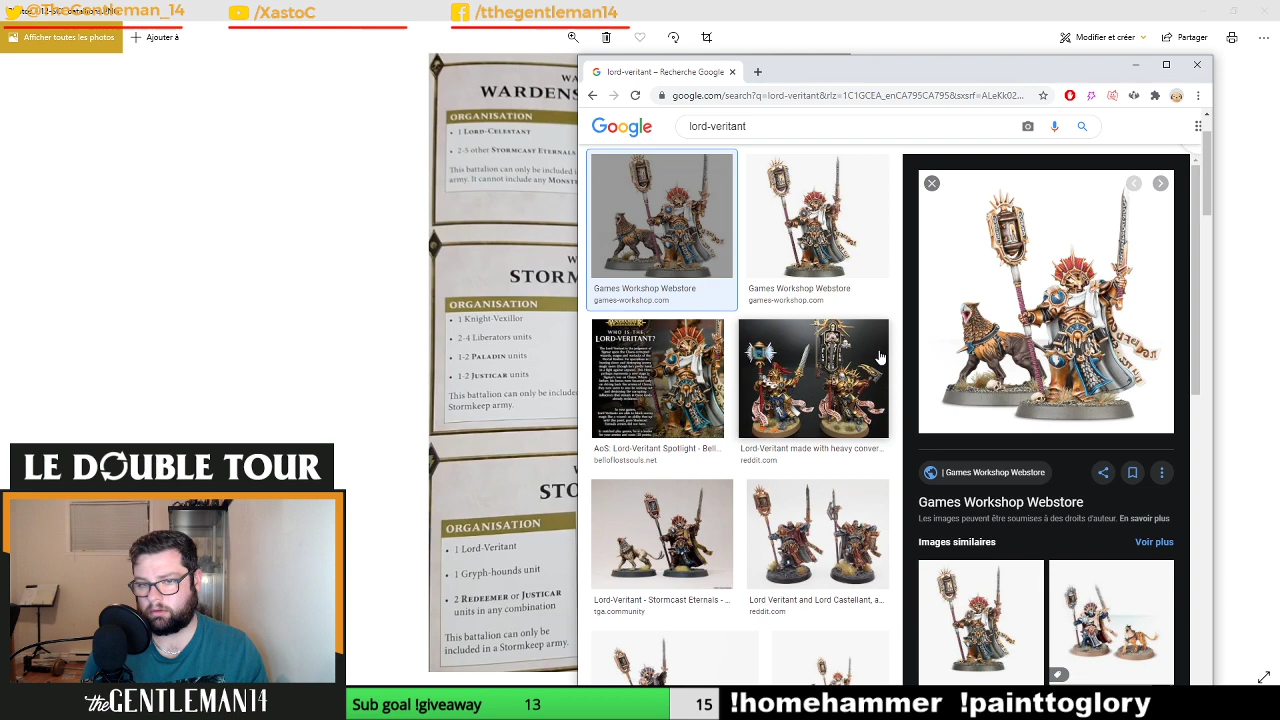 @TheGentleman_14
/XastoC
/tthegentleman14
Afficher toutes les photos
Ajouter à
Modifier et créer
Partager
WARDENS
ORGANISATION
• 1 LORD-CELESTANT
• 2-5 other STORMCAST ETERNALS
This battalion can only be included i
army. It cannot include any MONST
STORM
ORGANISATION
• 1 Knight-Vexillor
• 2-4 Liberators units
• 1-2 PALADIN units
• 1-2 JUSTICAR units
This battalion can only be included
Stormkeep army.
STO
ORGANISATION
• 1 Lord-Veritant
• 1 Gryph-hounds unit
• 2 REDEEMER or JUSTICAR
units in any combination
This battalion can only be
included in a Stormkeep army.
lord-veritant – Recherche Google
google.com/search?q=lord-veritant&rlz=1C1GCEA_enCA795CA795&sxsrf=ALeKk02...
Google
lord-veritant
Games Workshop Webstore
games-workshop.com
Games Workshop Webstore
games-workshop.com
WHO IS THE
LORD-VERITANT?
AoS: Lord-Veritant Spotlight - Bell...
belloflostsouls.net
Lord-Veritant made with heavy conver...
reddit.com
Lord-Veritant - Stormcast Eternals - ...
tga.community
Lord Veritant and Lord Castellant, a...
reddit.com
| Games Workshop Webstore
Games Workshop Webstore
Les images peuvent être soumises à des droits d'auteur. En savoir plus
Images similaires
Voir plus
LE DOUBLE TOUR
theGENTLEMAN14
Sub goal !giveaway 13 15
!homehammer !painttoglory